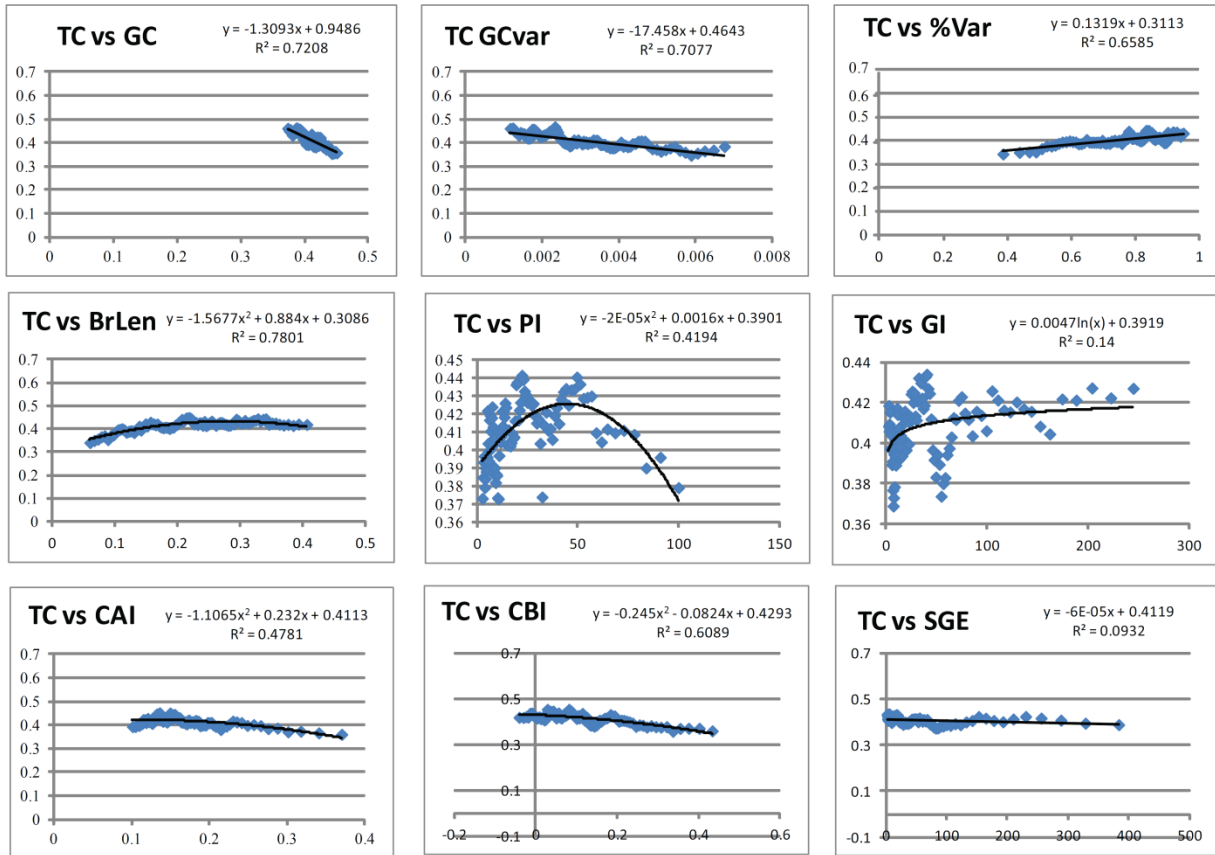 TC vs GC
y = -1.3093x + 0.9486
R² = 0.7208
0.7
0.6
0.5
0.4
0.3
0.2
0.1
0
0 0.1 0.2 0.3 0.4 0.5
TC GCvar
y = -17.458x + 0.4643
R² = 0.7077
0.7
0.6
0.5
0.4
0.3
0.2
0.1
0
0 0.002 0.004 0.006 0.008
TC vs %Var
y = 0.1319x + 0.3113
R² = 0.6585
0.7
0.6
0.5
0.4
0.3
0.2
0.1
0
0 0.2 0.4 0.6 0.8 1
TC vs BrLen
y = -1.5677x² + 0.884x + 0.3086
R² = 0.7801
0.7
0.6
0.5
0.4
0.3
0.2
0.1
0
0 0.1 0.2 0.3 0.4 0.5
TC vs PI
y = -2E-05x² + 0.0016x + 0.3901
R² = 0.4194
0.45
0.44
0.43
0.42
0.41
0.4
0.39
0.38
0.37
0.36
0 50 100 150
TC vs GI
y = 0.0047ln(x) + 0.3919
R² = 0.14
0.44
0.42
0.4
0.38
0.36
0 100 200 300
TC vs CAI
y = -1.1065x² + 0.232x + 0.4113
R² = 0.4781
0.7
0.6
0.5
0.4
0.3
0.2
0.1
0
0 0.1 0.2 0.3 0.4
TC vs CBI
y = -0.245x² - 0.0824x + 0.4293
R² = 0.6089
0.7
0.5
0.3
0.1
-0.1
-0.2 0 0.2 0.4 0.6
TC vs SGE
y = -6E-05x + 0.4119
R² = 0.0932
0.7
0.5
0.3
0.1
-0.1
0 100 200 300 400 500